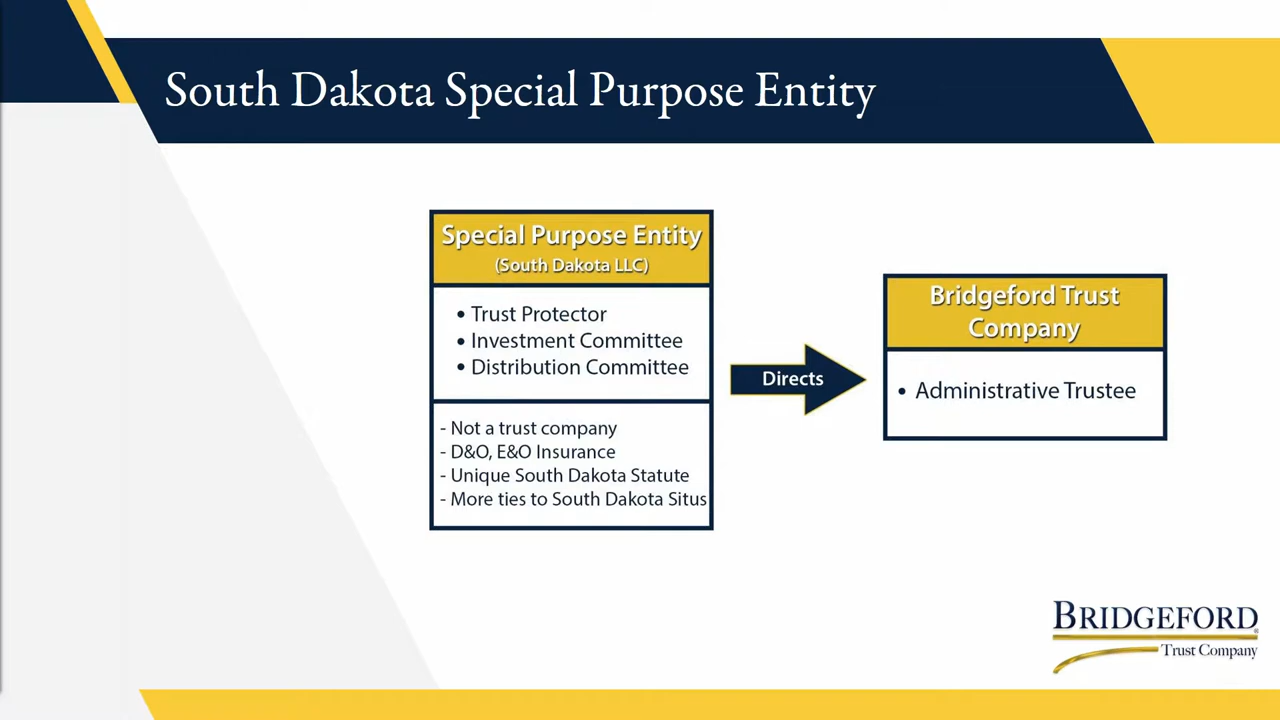 South Dakota Special Purpose Entity
Special Purpose Entity
(South Dakota LLC)
• Trust Protector
• Investment Committee
• Distribution Committee
- Not a trust company
- D&O, E&O Insurance
- Unique South Dakota Statute
- More ties to South Dakota Situs
Directs
Bridgeford Trust
Company
• Administrative Trustee
BRIDGEFORD®
Trust Company